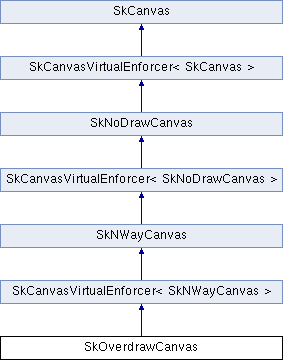 SkCanvas
SkCanvasVirtualEnforcer< SkCanvas >
SkNoDrawCanvas
SkCanvasVirtualEnforcer< SkNoDrawCanvas >
SkNWayCanvas
SkCanvasVirtualEnforcer< SkNWayCanvas >
SkOverdrawCanvas